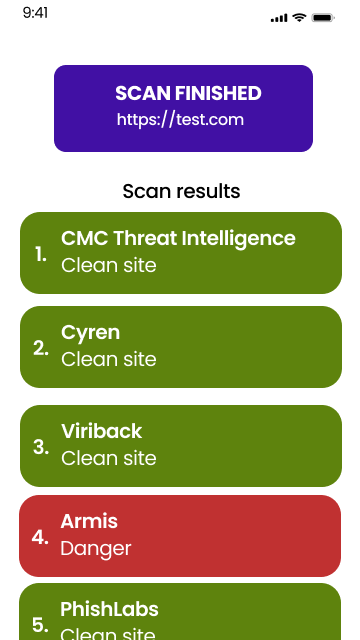 9:41
SCAN FINISHED
https://test.com
Scan results
1.
CMC Threat Intelligence
Clean site
2.
Cyren
Clean site
3.
Viriback
Clean site
4.
Armis
Danger
5.
PhishLabs
Clean site